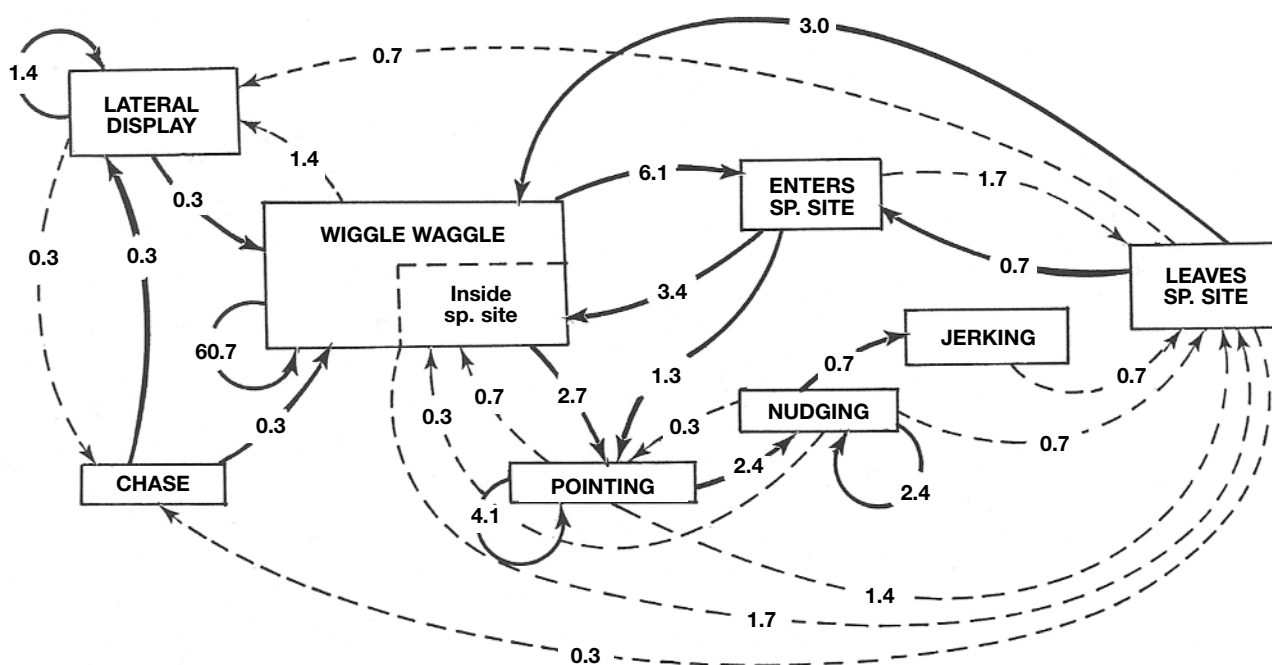 3.0
0.7
1.4
LATERAL
DISPLAY
1.4
6.1
ENTERS
SP. SITE
1.7
0.3
WIGGLE WAGGLE
0.3
0.3
0.7
LEAVES
SP. SITE
Inside
sp. site
3.4
60.7
JERKING
0.7
0.7
1.3
2.7
0.7
0.3
NUDGING
0.3
0.3
0.7
2.4
CHASE
POINTING
2.4
4.1
1.4
1.7
0.3